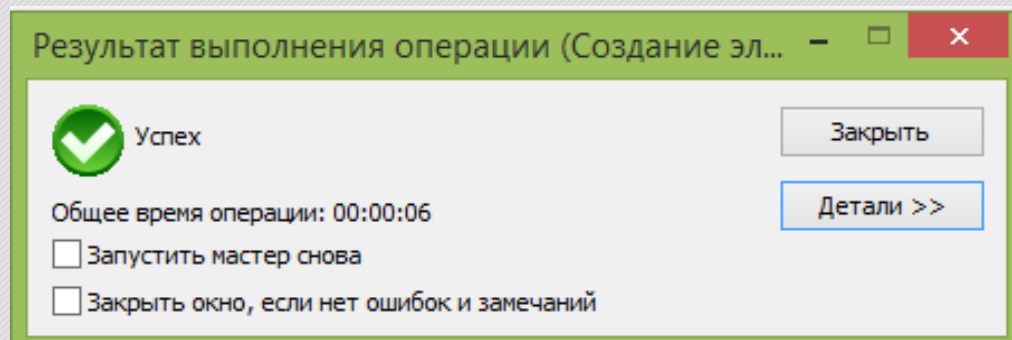 Результат выполнения операции (Создание эл...
Успех
Закрыть
Общее время операции: 00:00:06
Детали >>
Запустить мастер снова
Закрыть окно, если нет ошибок и замечаний